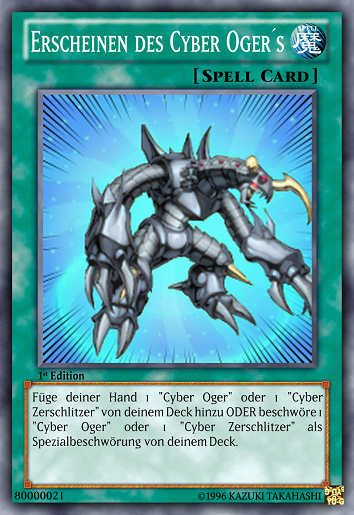 Erscheinen des Cyber Oger´s
[Spell Card]
1st Edition
Füge deiner Hand 1 "Cyber Oger" oder 1 "Cyber
Zerschlitzer" von deinem Deck hinzu ODER beschwöre 1
"Cyber Oger" oder 1 "Cyber Zerschlitzer" als
Spezialbeschwörung von deinem Deck.
80000021
©1996 KAZUKI TAKAHASHI